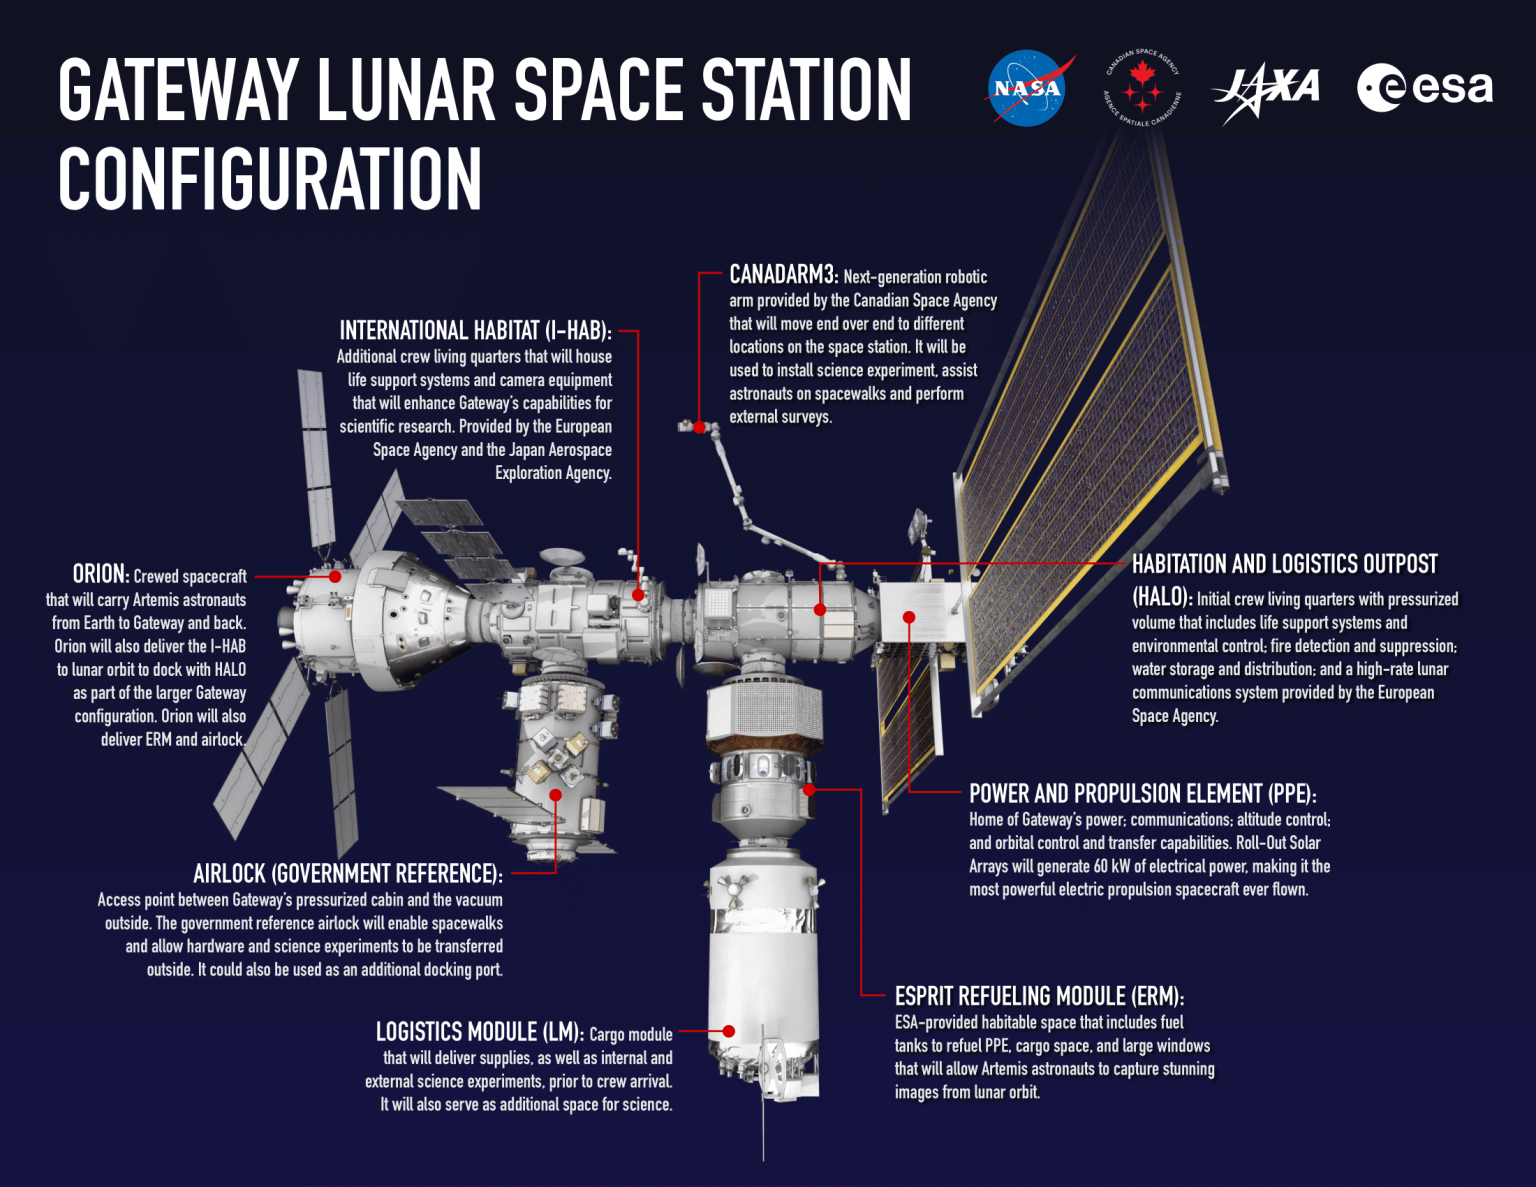 GATEWAY LUNAR SPACE STATION
CONFIGURATION
NASA
CANADIAN SPACE AGENCY
AGENCE SPATIALE CANADIENNE
JAXA
esa
CANADARM3: Next-generation robotic
arm provided by the Canadian Space Agency
that will move end over end to different
locations on the space station. It will be
used to install science experiment, assist
astronauts on spacewalks and perform
external surveys.
INTERNATIONAL HABITAT (I-HAB):
Additional crew living quarters that will house
life support systems and camera equipment
that will enhance Gateway's capabilities for
scientific research. Provided by the European
Space Agency and the Japan Aerospace
Exploration Agency.
ORION: Crewed spacecraft
that will carry Artemis astronauts
from Earth to Gateway and back.
Orion will also deliver the I-HAB
to lunar orbit to dock with HALO
as part of the larger Gateway
configuration. Orion will also
deliver ERM and airlock.
HABITATION AND LOGISTICS OUTPOST
(HALO): Initial crew living quarters with pressurized
volume that includes life support systems and
environmental control; fire detection and suppression;
water storage and distribution; and a high-rate lunar
communications system provided by the European
Space Agency.
POWER AND PROPULSION ELEMENT (PPE):
Home of Gateway's power; communications; altitude control;
and orbital control and transfer capabilities. Roll-Out Solar
Arrays will generate 60 kW of electrical power, making it the
most powerful electric propulsion spacecraft ever flown.
AIRLOCK (GOVERNMENT REFERENCE):
Access point between Gateway's pressurized cabin and the vacuum
outside. The government reference airlock will enable spacewalks
and allow hardware and science experiments to be transferred
outside. It could also be used as an additional docking port.
ESPRIT REFUELING MODULE (ERM):
ESA-provided habitable space that includes fuel
tanks to refuel PPE, cargo space, and large windows
that will allow Artemis astronauts to capture stunning
images from lunar orbit.
LOGISTICS MODULE (LM): Cargo module
that will deliver supplies, as well as internal and
external science experiments, prior to crew arrival.
It will also serve as additional space for science.